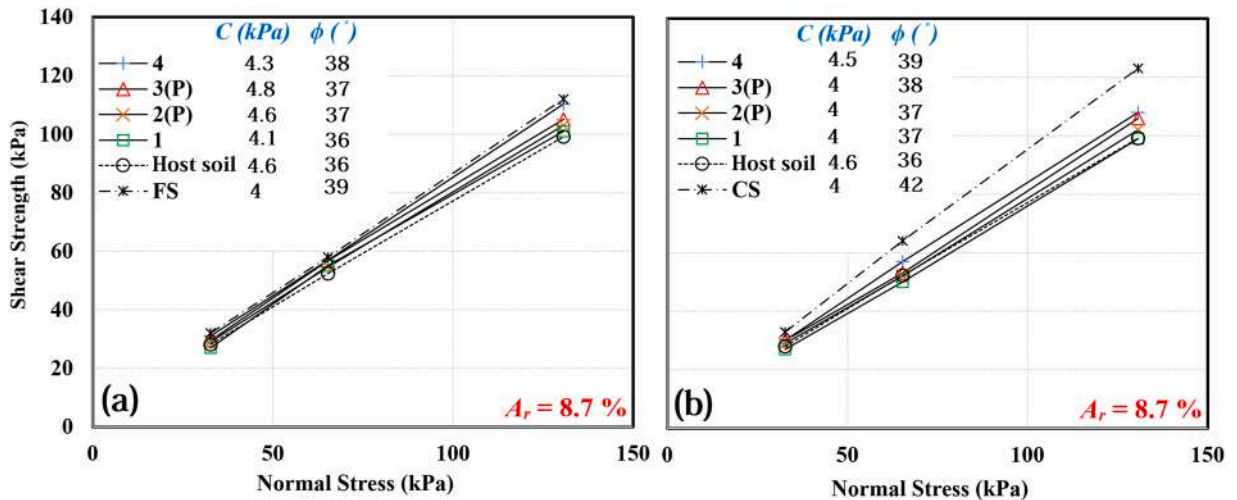 140
120
100
80
60
40
20
0
Shear Strength (kPa)
C (kPa) ϕ (˚)
4 4.3 38
3(P) 4.8 37
2(P) 4.6 37
1 4.1 36
Host soil 4.6 36
FS 4 39
(a)
A_r = 8.7 %
0 50 100 150
Normal Stress (kPa)
C (kPa) ϕ (˚)
4 4.5 39
3(P) 4 38
2(P) 4 37
1 4 37
Host soil 4.6 36
CS 4 42
(b)
A_r = 8.7 %
0 50 100 150
Normal Stress (kPa)